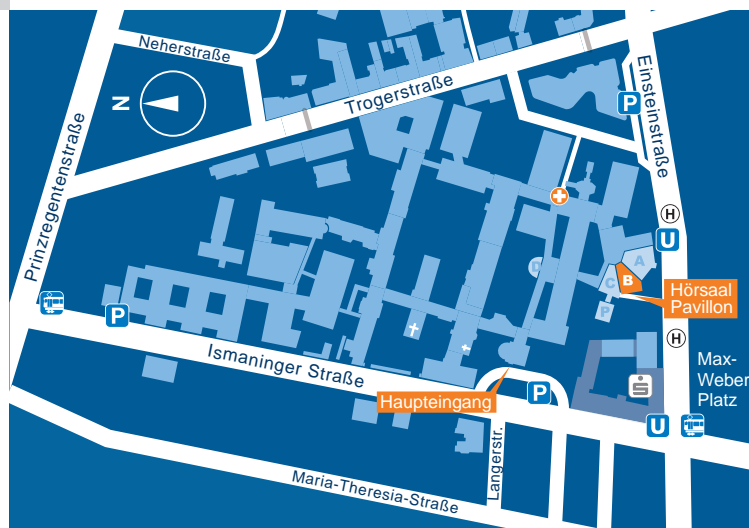 Neherstraße
N
Trogerstraße
Einsteinstraße
P
Prinzregentenstraße
H
U
A
D
B
C
Hörsaal
Pavillon
P
P
Ismaninger Straße
H
Max-
Weber
Platz
S
Haupteingang
P
U
Langerstr.
Maria-Theresia-Straße